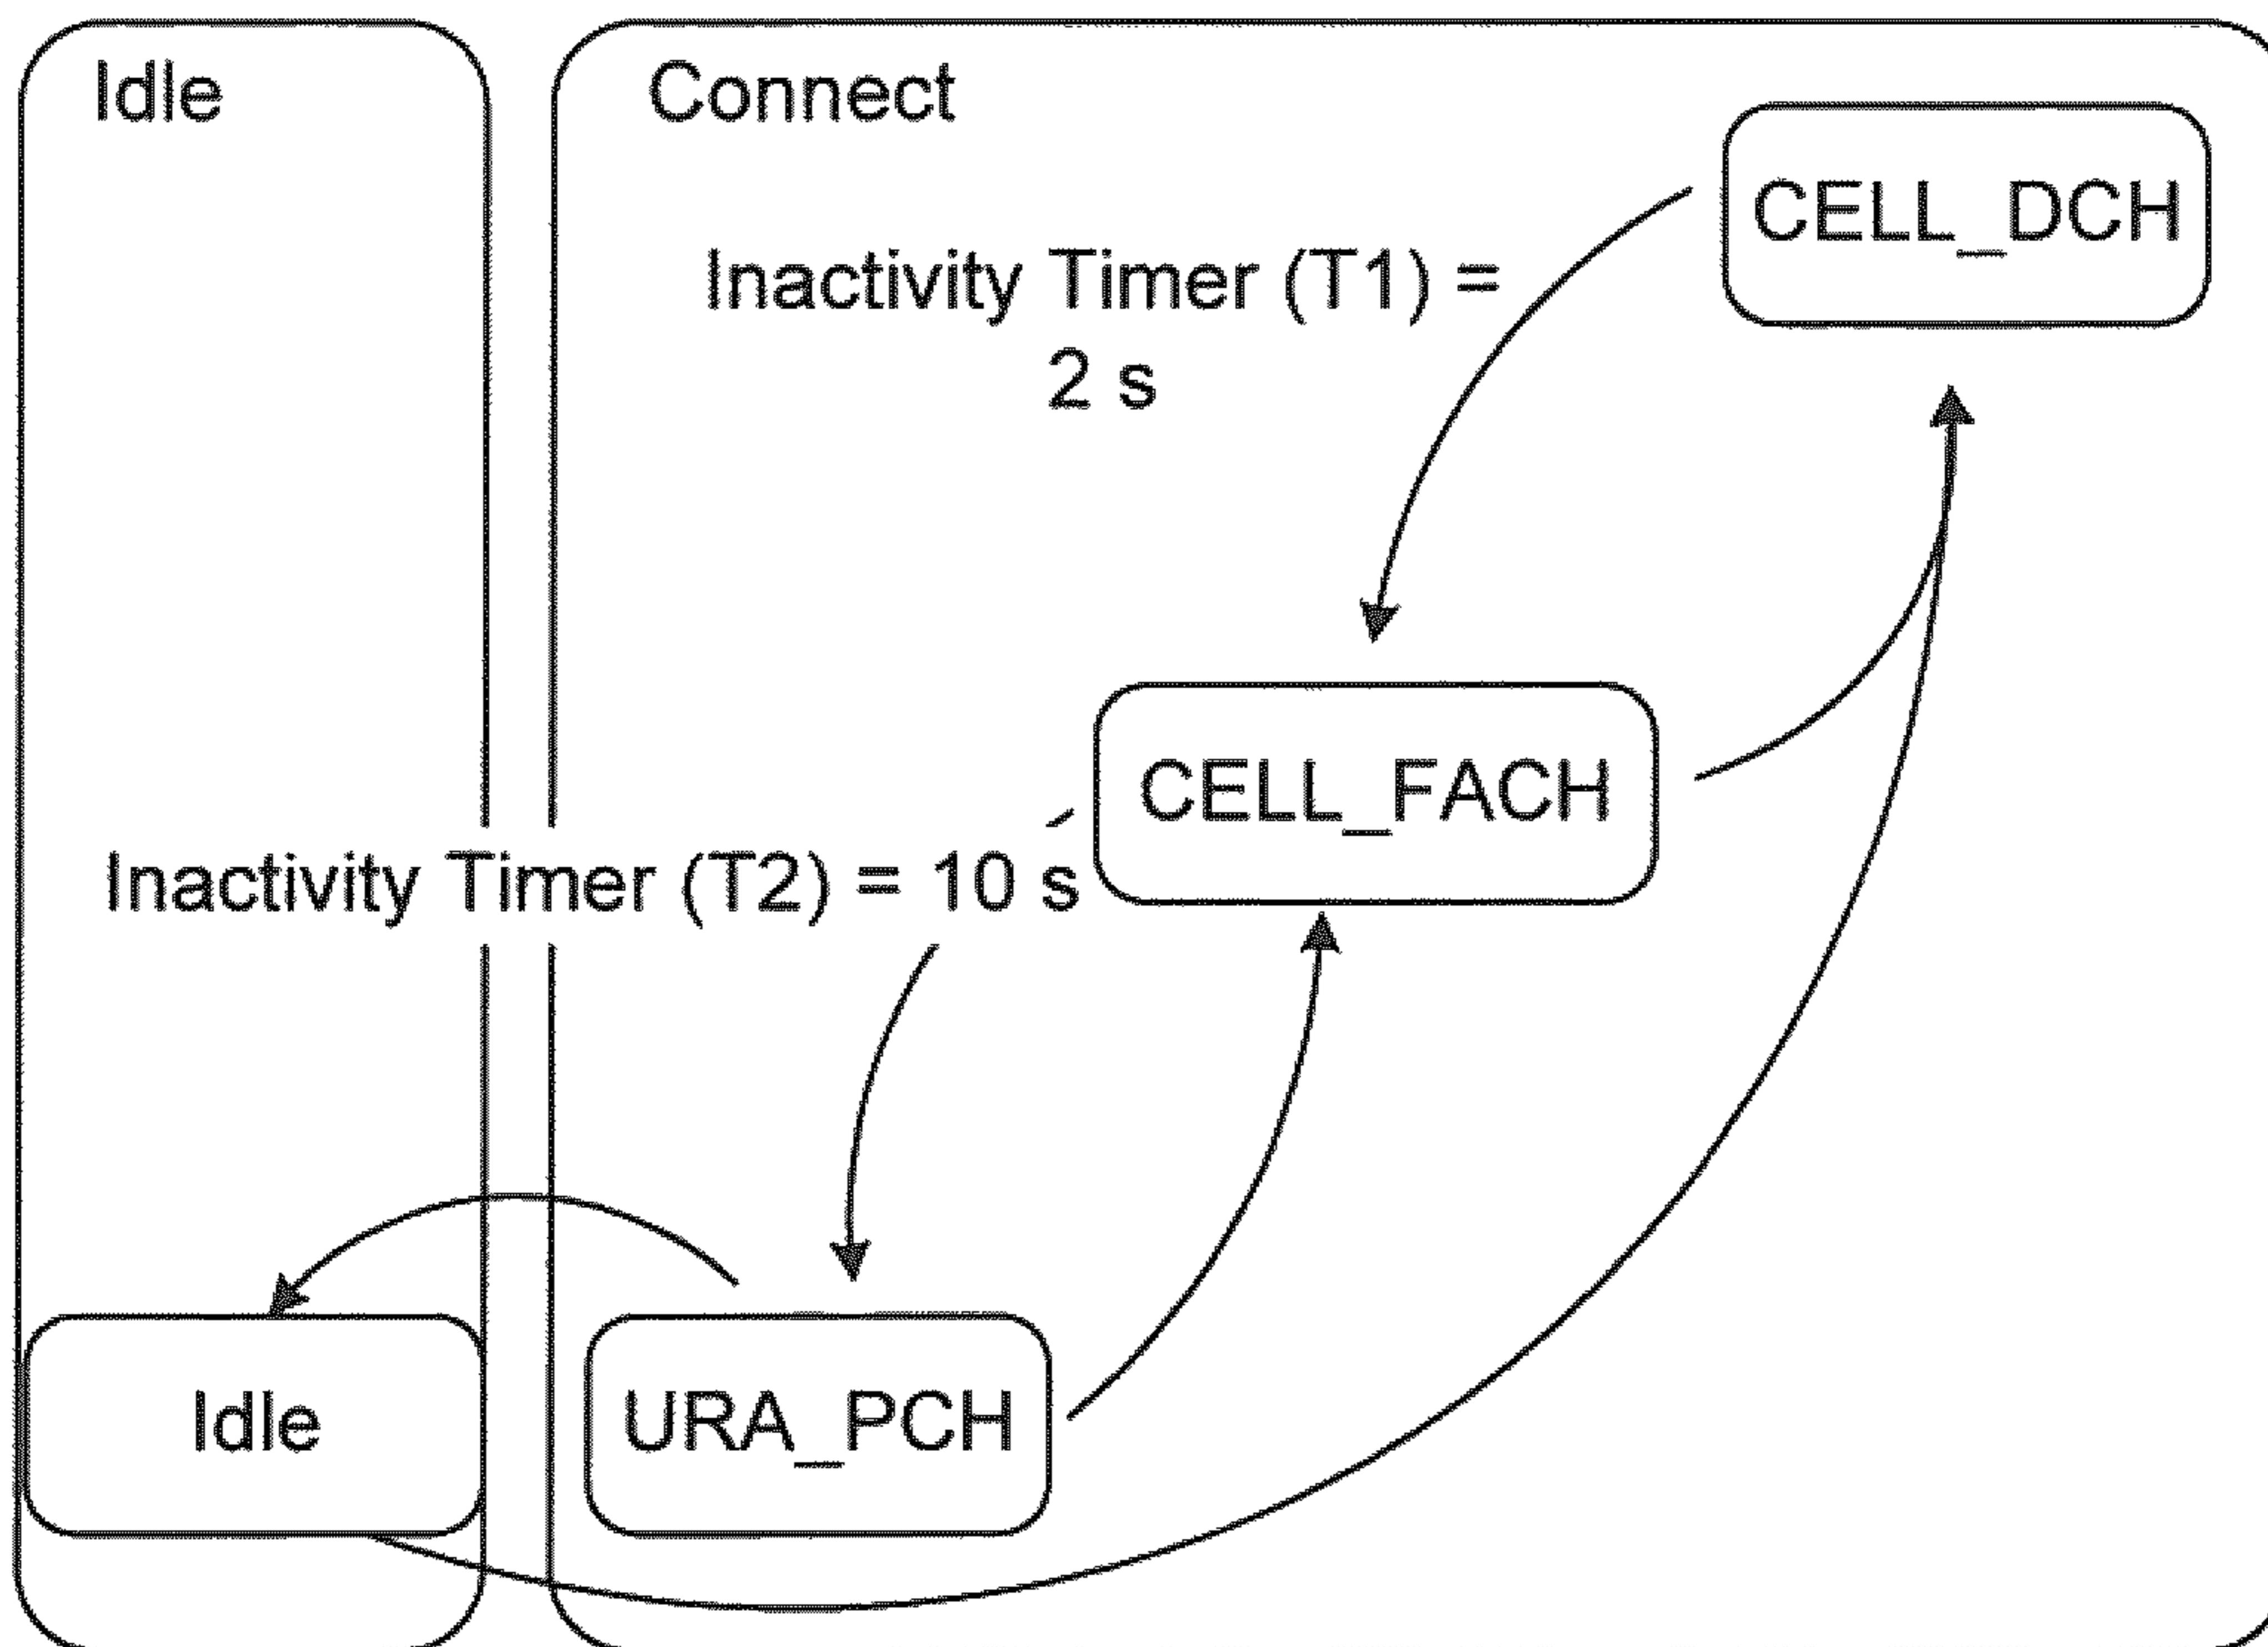 Idle
Connect
CELL_DCH
Inactivity Timer (T1) =
2 s
CELL_FACH
Inactivity Timer (T2) = 10 s
Idle
URA_PCH